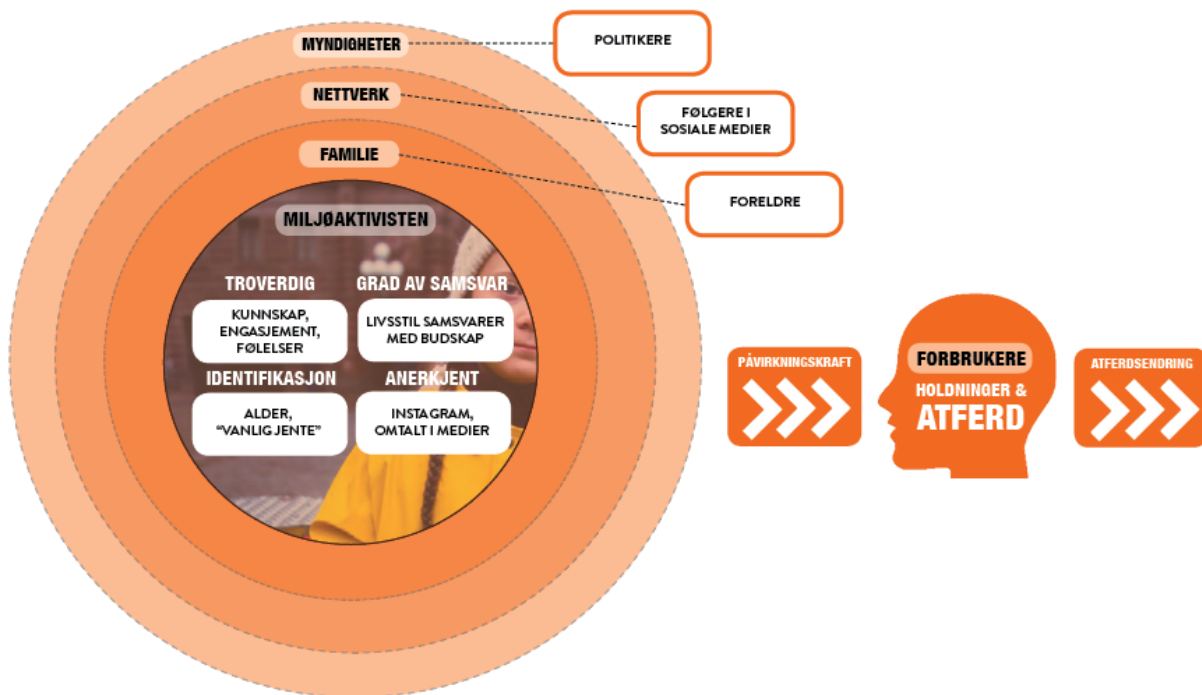 MYNDIGHETER
POLITIKERE
NETTVERK
FØLGERE I
SOSIALE MEDIER
FAMILIE
FORELDRE
MILJØAKTIVISTEN
TROVERDIG
KUNNSKAP,
ENGASJEMENT,
FØLELSER
GRAD AV SAMSVAR
LIVSSTIL SAMSVARER
MED BUDSKAP
IDENTIFIKASJON
ALDER,
“VANLIG JENTE”
ANERKJENT
INSTAGRAM,
OMTALT I MEDIER
PÅVIRKNINGSKRAFT
FORBRUKERE
HOLDNINGER &
ATFERD
ATFERDSENDRING